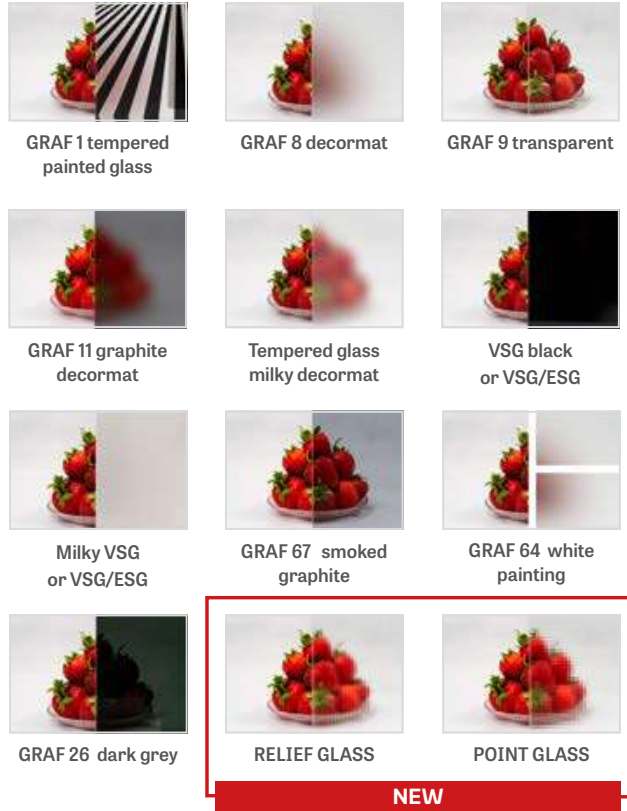 GRAF 1 tempered
painted glass
GRAF 8 decormat
GRAF 9 transparent
GRAF 11 graphite
decormat
Tempered glass
milky decormat
VSG black
or VSG/ESG
Milky VSG
or VSG/ESG
GRAF 67 smoked
graphite
GRAF 64 white
painting
GRAF 26 dark grey
RELIEF GLASS
POINT GLASS
NEW